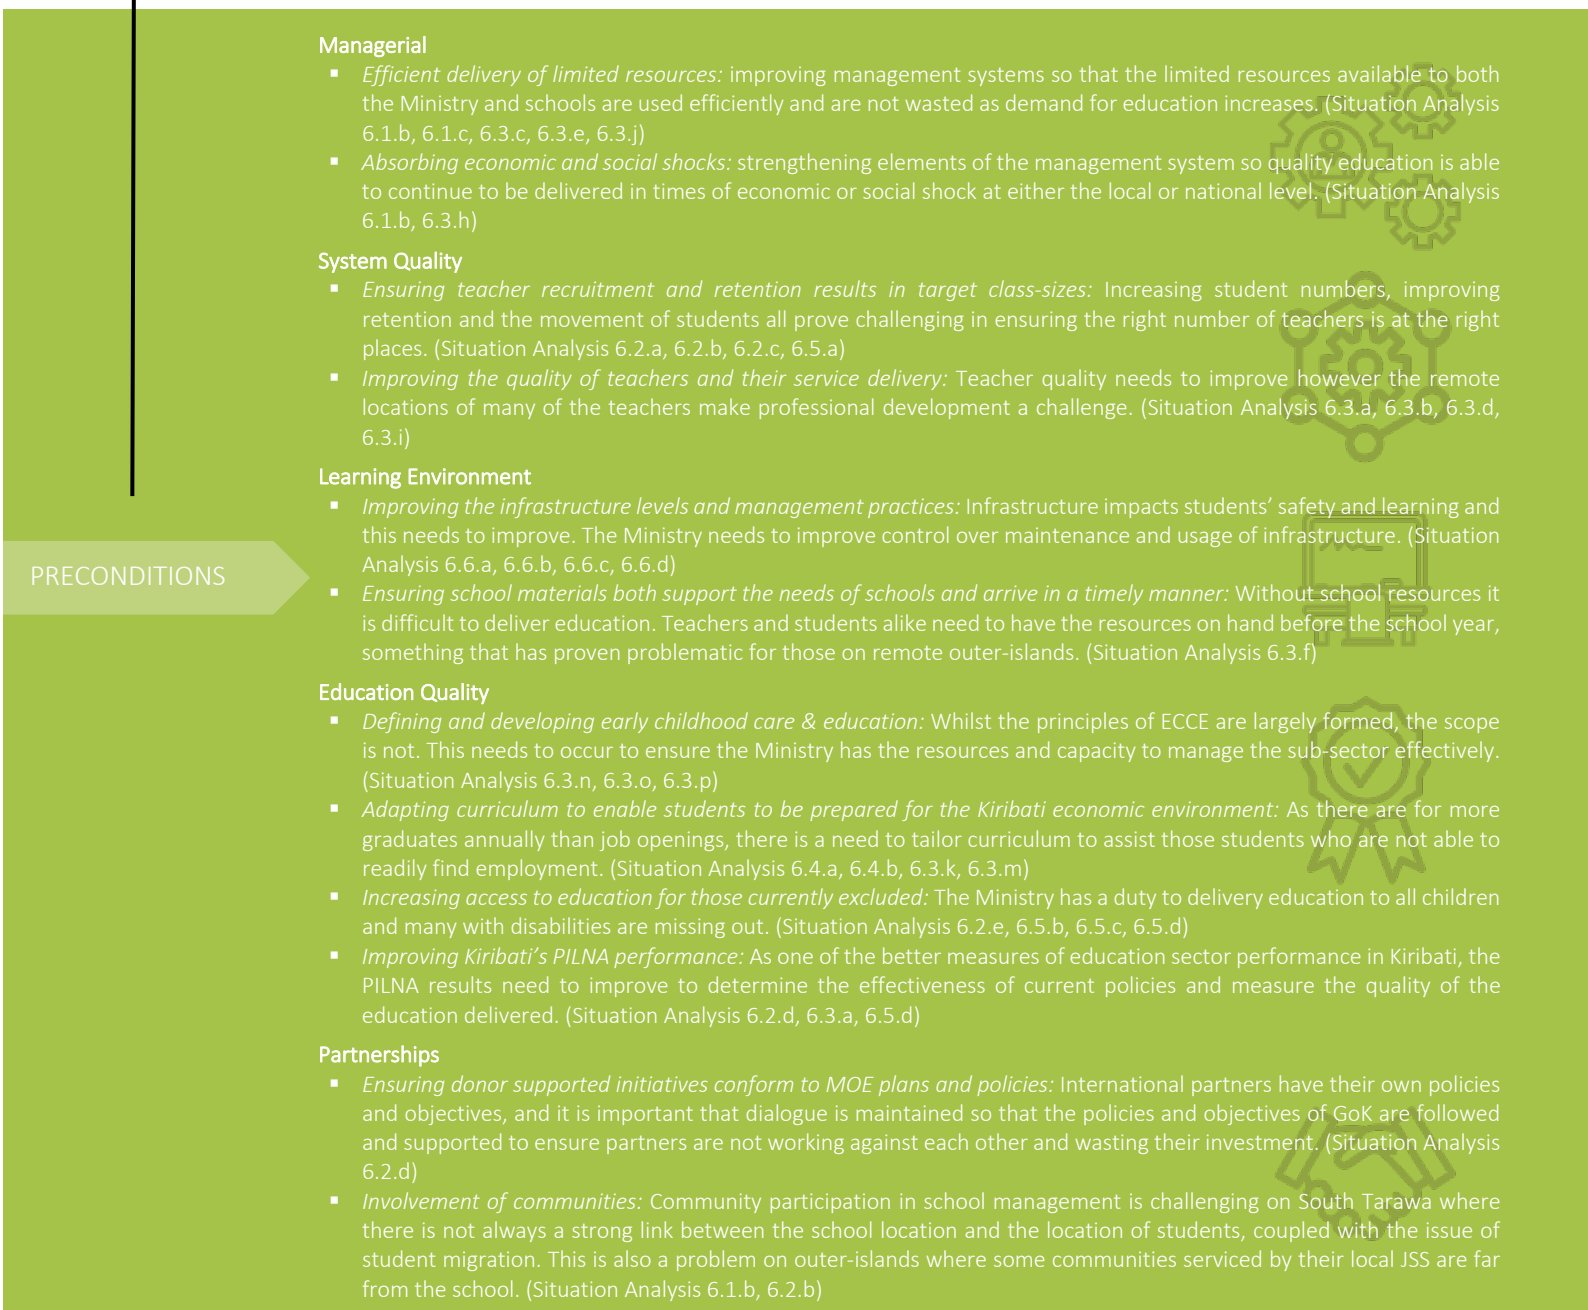 Managerial
▪ Efficient delivery of limited resources: improving management systems so that the limited resources available to both
the Ministry and schools are used efficiently and are not wasted as demand for education increases. (Situation Analysis
6.1.b, 6.1.c, 6.3.c, 6.3.e, 6.3.j)
▪ Absorbing economic and social shocks: strengthening elements of the management system so quality education is able
to continue to be delivered in times of economic or social shock at either the local or national level. (Situation Analysis
6.1.b, 6.3.h)
System Quality
▪ Ensuring teacher recruitment and retention results in target class-sizes: Increasing student numbers, improving
retention and the movement of students all prove challenging in ensuring the right number of teachers is at the right
places. (Situation Analysis 6.2.a, 6.2.b, 6.2.c, 6.5.a)
▪ Improving the quality of teachers and their service delivery: Teacher quality needs to improve however the remote
locations of many of the teachers make professional development a challenge. (Situation Analysis 6.3.a, 6.3.b, 6.3.d,
6.3.i)
Learning Environment
▪ Improving the infrastructure levels and management practices: Infrastructure impacts students’ safety and learning and
this needs to improve. The Ministry needs to improve control over maintenance and usage of infrastructure. (Situation
Analysis 6.6.a, 6.6.b, 6.6.c, 6.6.d)
PRECONDITIONS
▪ Ensuring school materials both support the needs of schools and arrive in a timely manner: Without school resources it
is difficult to deliver education. Teachers and students alike need to have the resources on hand before the school year,
something that has proven problematic for those on remote outer-islands. (Situation Analysis 6.3.f)
Education Quality
▪ Defining and developing early childhood care & education: Whilst the principles of ECCE are largely formed, the scope
is not. This needs to occur to ensure the Ministry has the resources and capacity to manage the sub-sector effectively.
(Situation Analysis 6.3.n, 6.3.o, 6.3.p)
▪ Adapting curriculum to enable students to be prepared for the Kiribati economic environment: As there are for more
graduates annually than job openings, there is a need to tailor curriculum to assist those students who are not able to
readily find employment. (Situation Analysis 6.4.a, 6.4.b, 6.3.k, 6.3.m)
▪ Increasing access to education for those currently excluded: The Ministry has a duty to delivery education to all children
and many with disabilities are missing out. (Situation Analysis 6.2.e, 6.5.b, 6.5.c, 6.5.d)
▪ Improving Kiribati’s PILNA performance: As one of the better measures of education sector performance in Kiribati, the
PILNA results need to improve to determine the effectiveness of current policies and measure the quality of the
education delivered. (Situation Analysis 6.2.d, 6.3.a, 6.5.d)
Partnerships
▪ Ensuring donor supported initiatives conform to MOE plans and policies: International partners have their own policies
and objectives, and it is important that dialogue is maintained so that the policies and objectives of GoK are followed
and supported to ensure partners are not working against each other and wasting their investment. (Situation Analysis
6.2.d)
▪ Involvement of communities: Community participation in school management is challenging on South Tarawa where
there is not always a strong link between the school location and the location of students, coupled with the issue of
student migration. This is also a problem on outer-islands where some communities serviced by their local JSS are far
from the school. (Situation Analysis 6.1.b, 6.2.b)